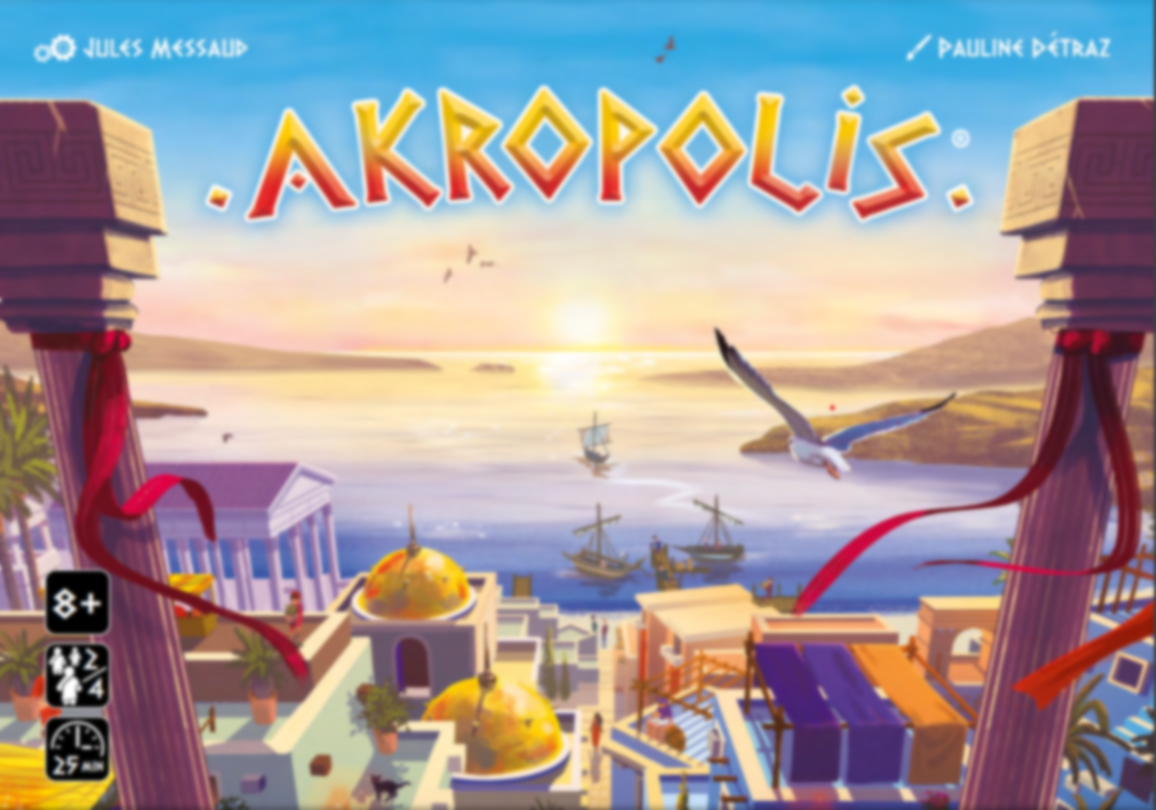 JULES MESSAUD
PAULINE DÉTRAZ
AKROPOLIS®
8+
2/4
25 MIN